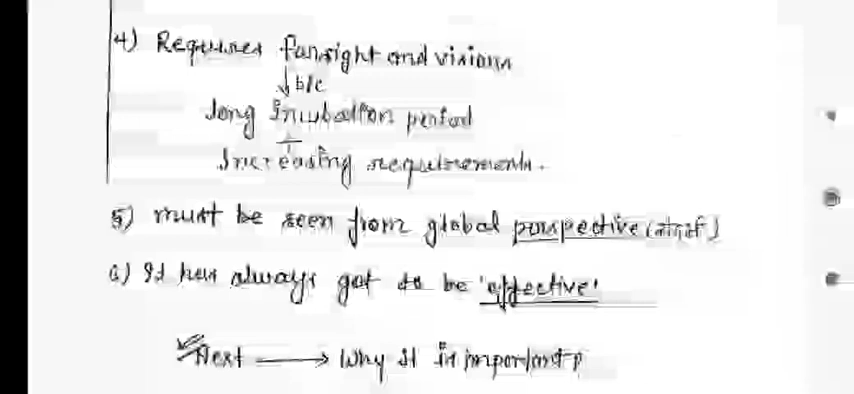 4) Requires farsight and vision
↓ b/c
long Incubation period
+
Increasing requirements.
5) must be seen from global perspective (
6) It has always got to be 'effective'
Next → Why it is important?